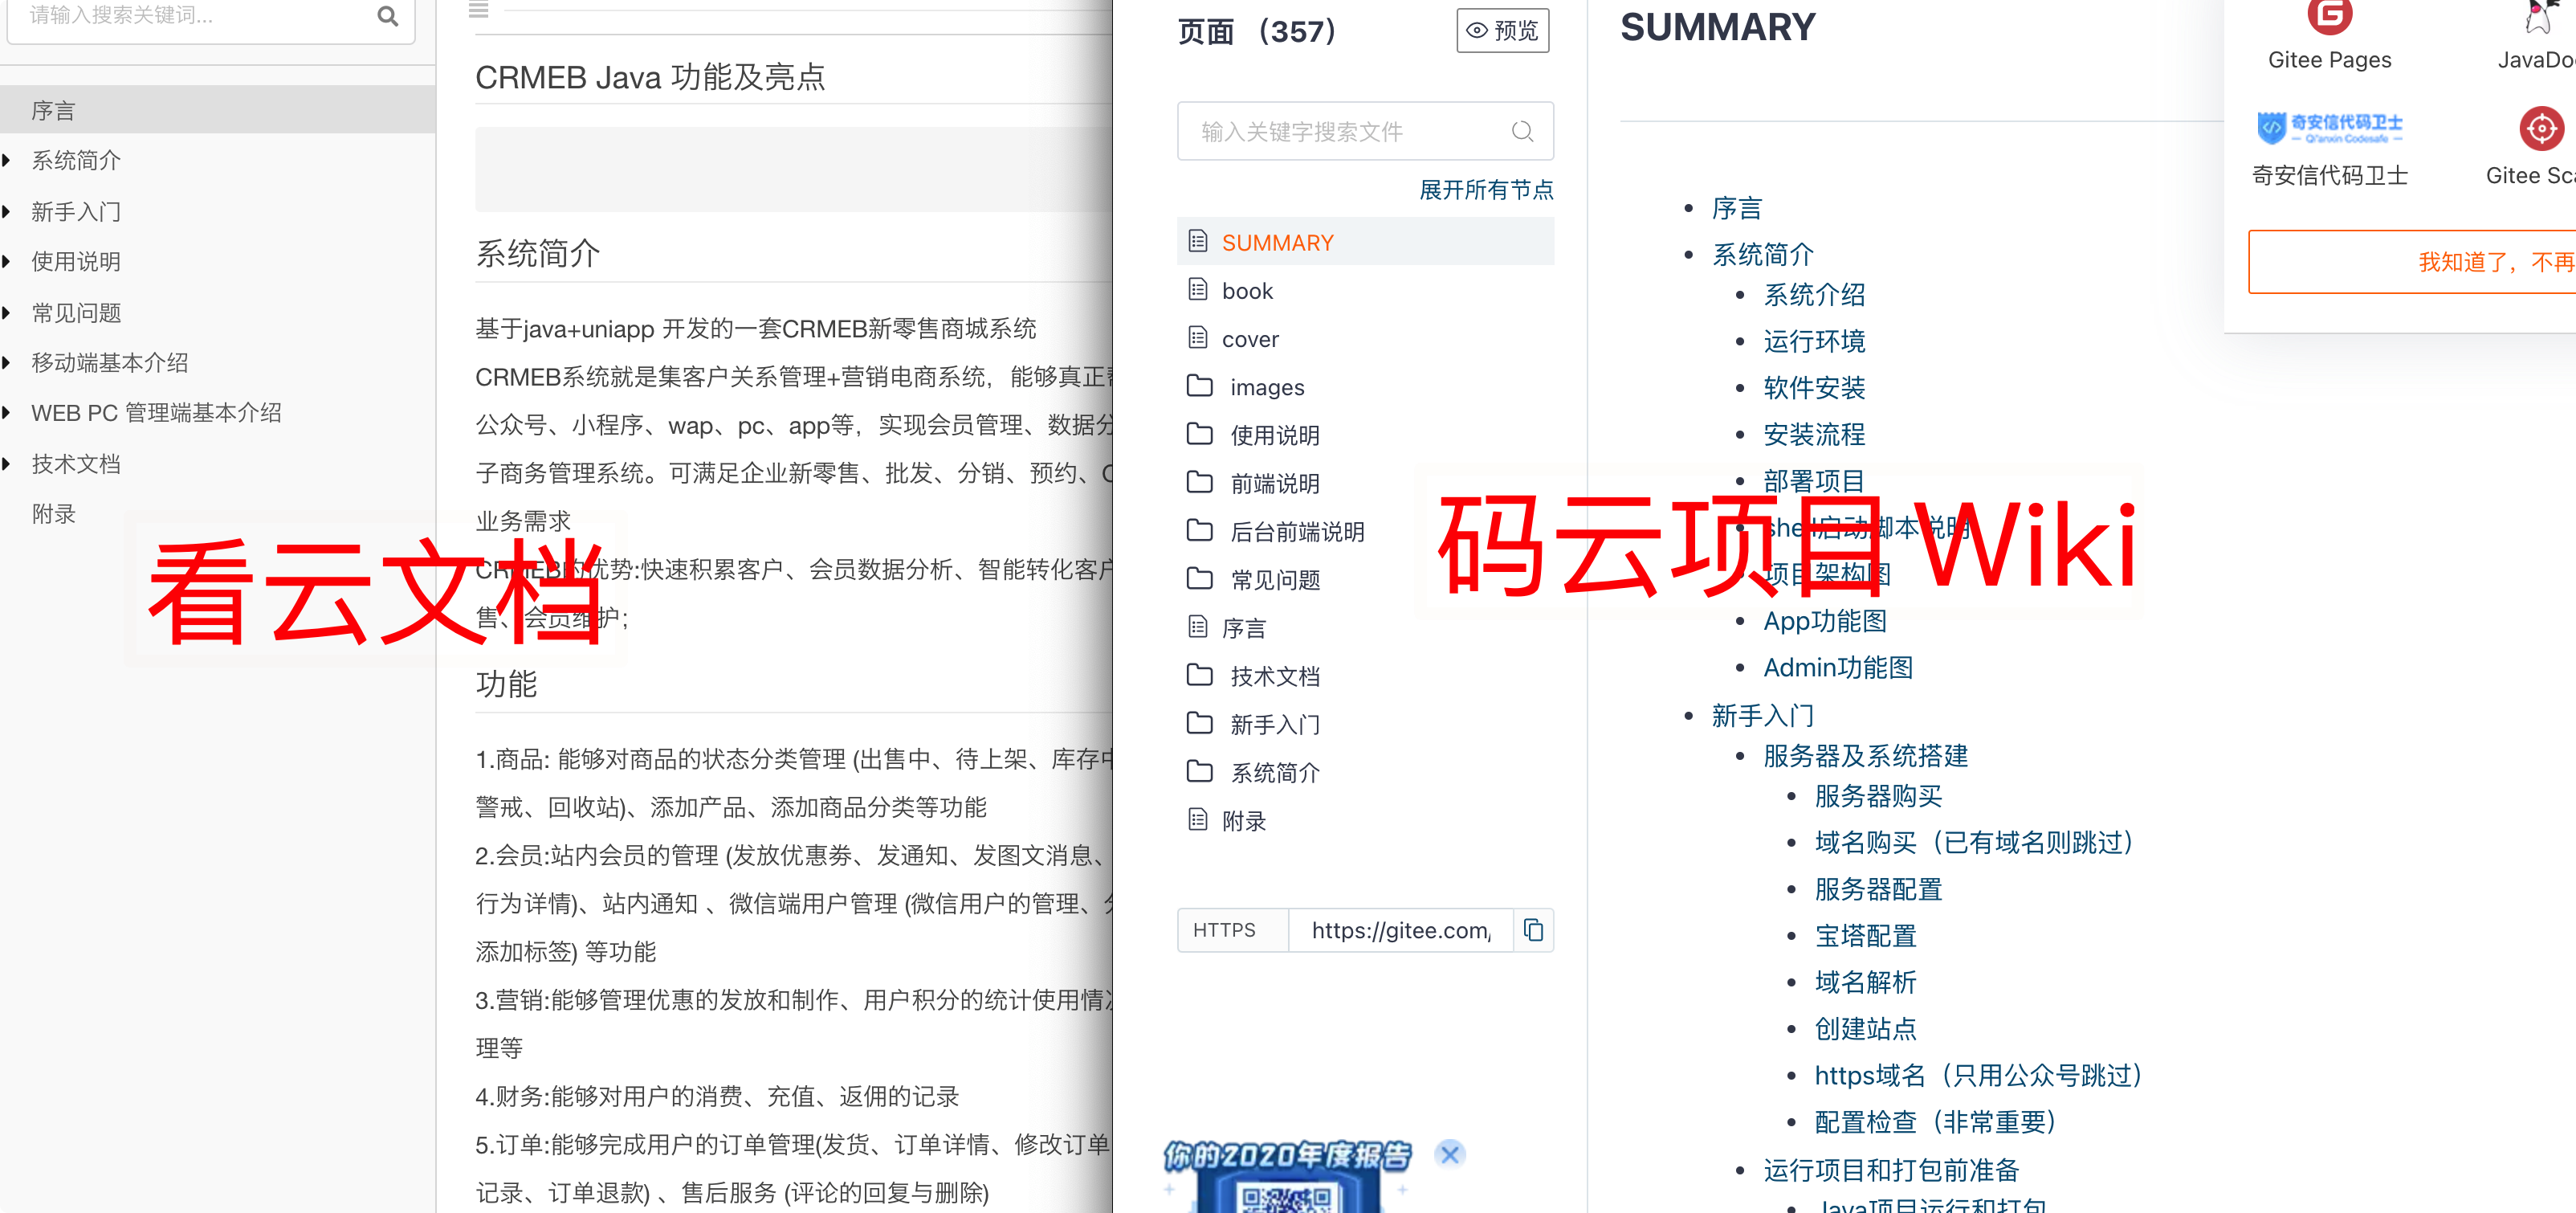 请输入搜索关键词...
序言
系统简介
新手入门
使用说明
常见问题
移动端基本介绍
WEB PC 管理端基本介绍
技术文档
附录
CRMEB Java 功能及亮点
系统简介
基于java+uniapp 开发的一套CRMEB新零售商城系统
CRMEB系统就是集客户关系管理+营销电商系统，能够真正
公众号、小程序、wap、pc、app等，实现会员管理、数据分
子商务管理系统。可满足企业新零售、批发、分销、预约、
业务需求
CRMEB的优势:快速积累客户、会员数据分析、智能转化客户
售、会员维护;
看云文档
功能
1.商品: 能够对商品的状态分类管理 (出售中、待上架、库存中
警戒、回收站)、添加产品、添加商品分类等功能
2.会员:站内会员的管理 (发放优惠券、发通知、发图文消息、
行为详情)、站内通知 、微信端用户管理 (微信用户的管理、
添加标签) 等功能
3.营销:能够管理优惠的发放和制作、用户积分的统计使用情
理等
4.财务:能够对用户的消费、充值、返佣的记录
5.订单:能够完成用户的订单管理(发货、订单详情、修改订单
记录、订单退款) 、售后服务 (评论的回复与删除)
页面 （357）
预览
输入关键字搜索文件
展开所有节点
SUMMARY
book
cover
images
使用说明
前端说明
后台前端说明
常见问题
序言
技术文档
新手入门
系统简介
附录
HTTPS https://gitee.com/
你的2020年度报告
SUMMARY
序言
系统简介
系统介绍
运行环境
软件安装
安装流程
部署项目
shell启动脚本说明
项目架构图
码云项目Wiki
App功能图
Admin功能图
新手入门
服务器及系统搭建
服务器购买
域名购买（已有域名则跳过）
服务器配置
宝塔配置
域名解析
创建站点
https域名（只用公众号跳过）
配置检查（非常重要）
运行项目和打包前准备
Java项目运行和打包
Gitee Pages
JavaDo
奇安信代码卫士
Qi'anxin Codesafe
奇安信代码卫士
Gitee Sc
我知道了，不再